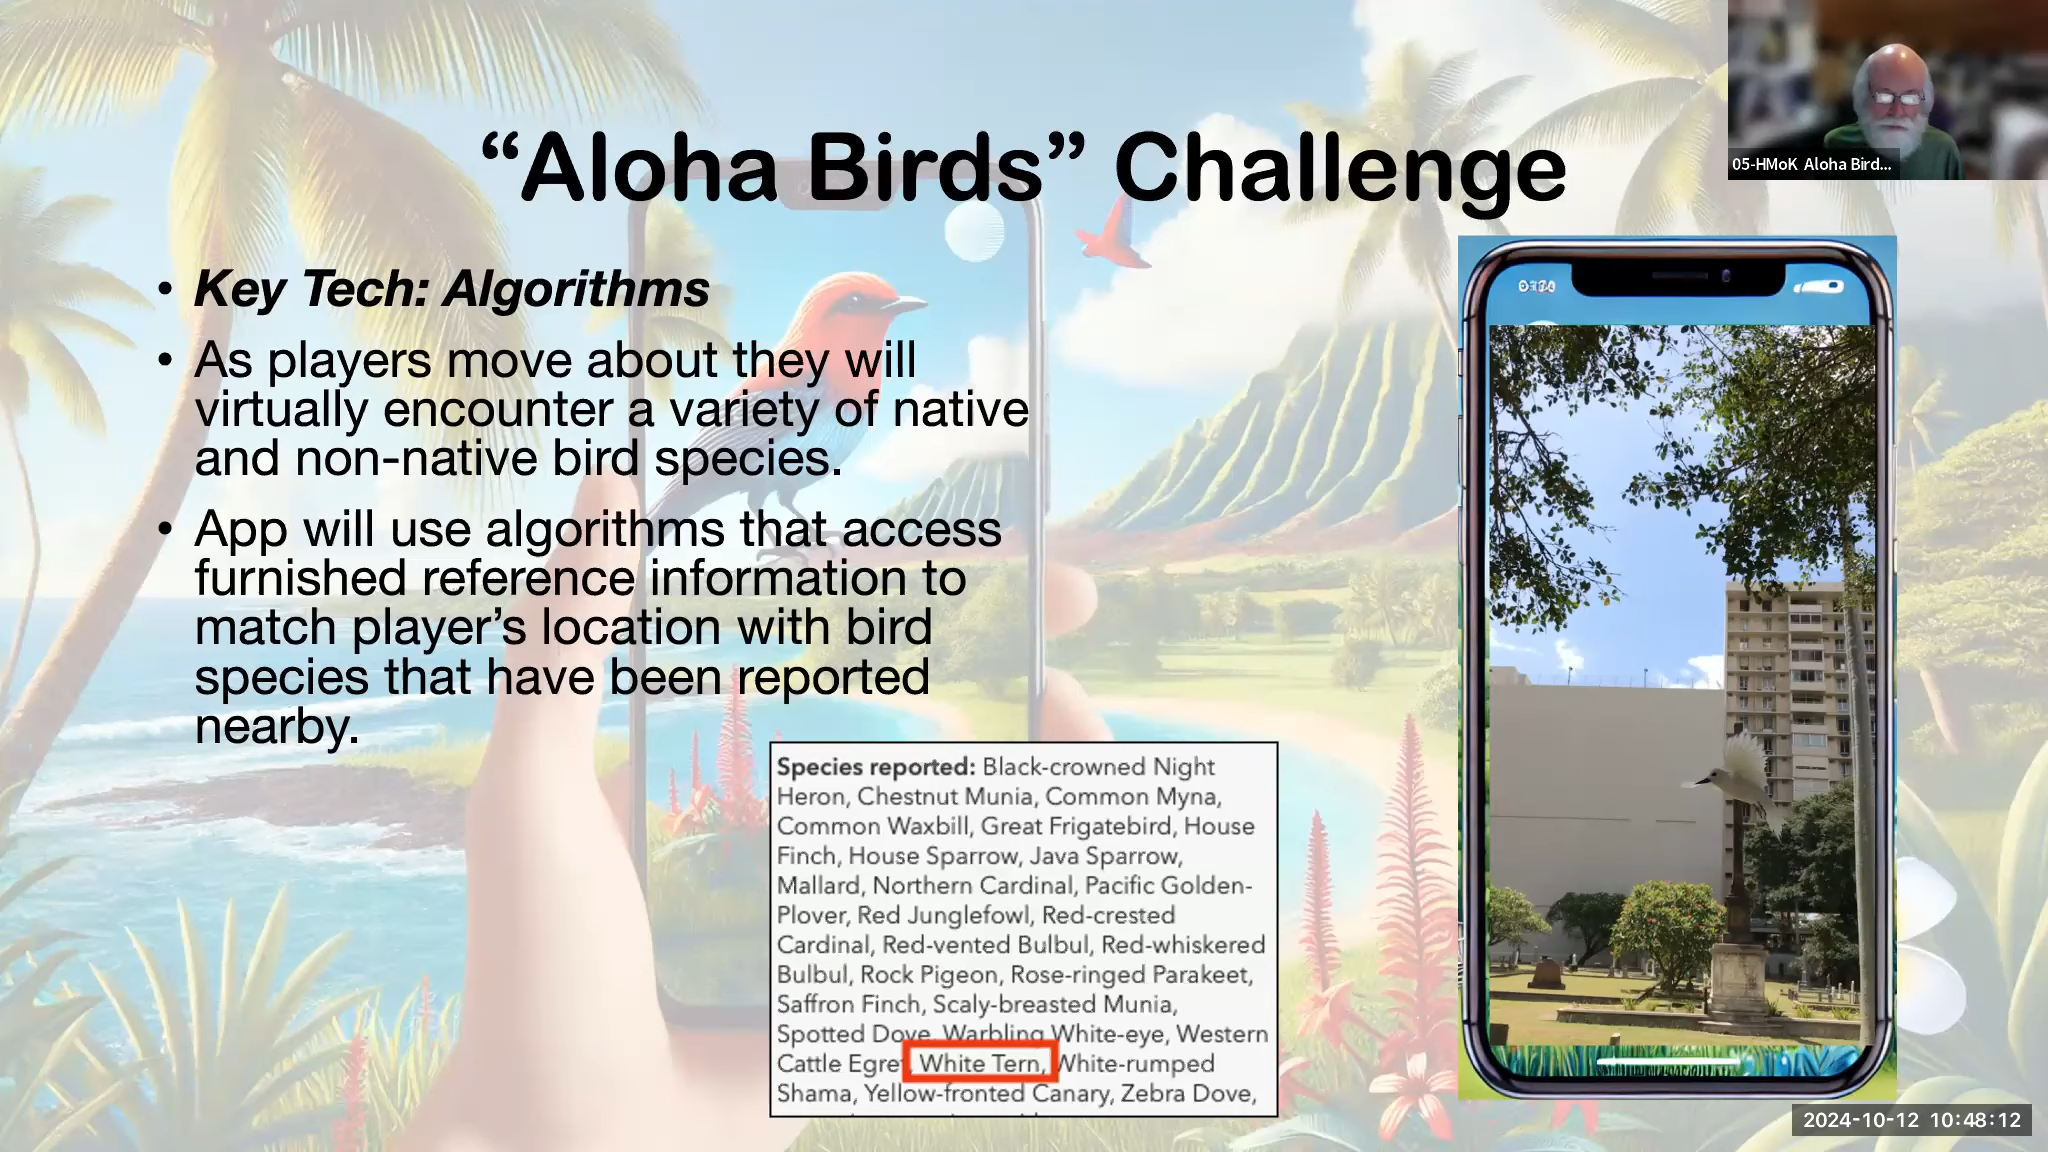 “Aloha Birds” Challenge
05-HMoK Aloha Bird...
• Key Tech: Algorithms
• As players move about they will
virtually encounter a variety of native
and non-native bird species.
• App will use algorithms that access
furnished reference information to
match player’s location with bird
species that have been reported
nearby.
Species reported: Black-crowned Night
Heron, Chestnut Munia, Common Myna,
Common Waxbill, Great Frigatebird, House
Finch, House Sparrow, Java Sparrow,
Mallard, Northern Cardinal, Pacific Golden-
Plover, Red Junglefowl, Red-crested
Cardinal, Red-vented Bulbul, Red-whiskered
Bulbul, Rock Pigeon, Rose-ringed Parakeet,
Saffron Finch, Scaly-breasted Munia,
Spotted Dove, Warbling White-eye, Western
Cattle Egret, White Tern, White-rumped
Shama, Yellow-fronted Canary, Zebra Dove,
2024-10-12 10:48:12